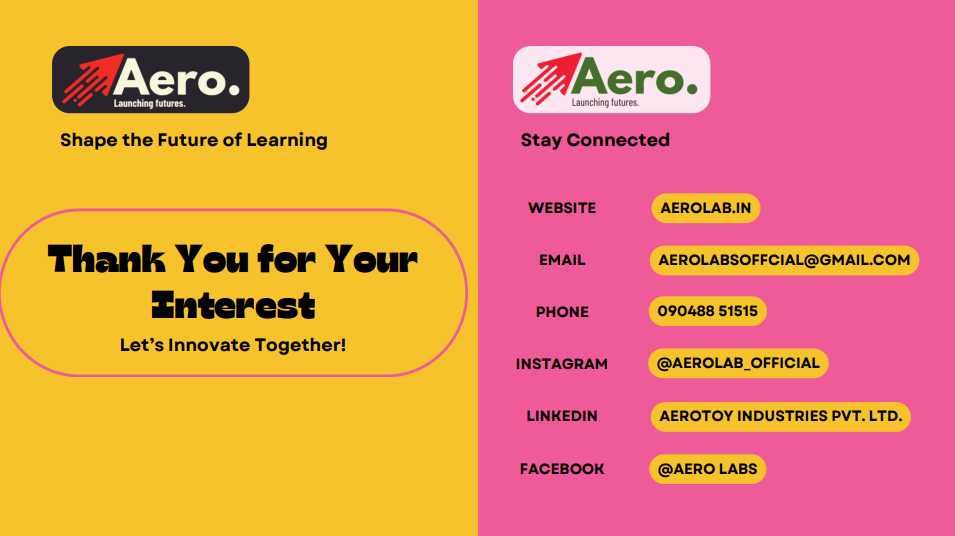 Aero.
Launching futures.
Shape the Future of Learning
Thank You for Your
Interest
Let's Innovate Together!
Aero.
Launching futures.
Stay Connected
WEBSITE AEROLAB.IN
EMAIL AEROLABSOFFCIAL@GMAIL.COM
PHONE 090488 51515
INSTAGRAM @AEROLAB_OFFICIAL
LINKEDIN AEROTOY INDUSTRIES PVT. LTD.
FACEBOOK @AERO LABS